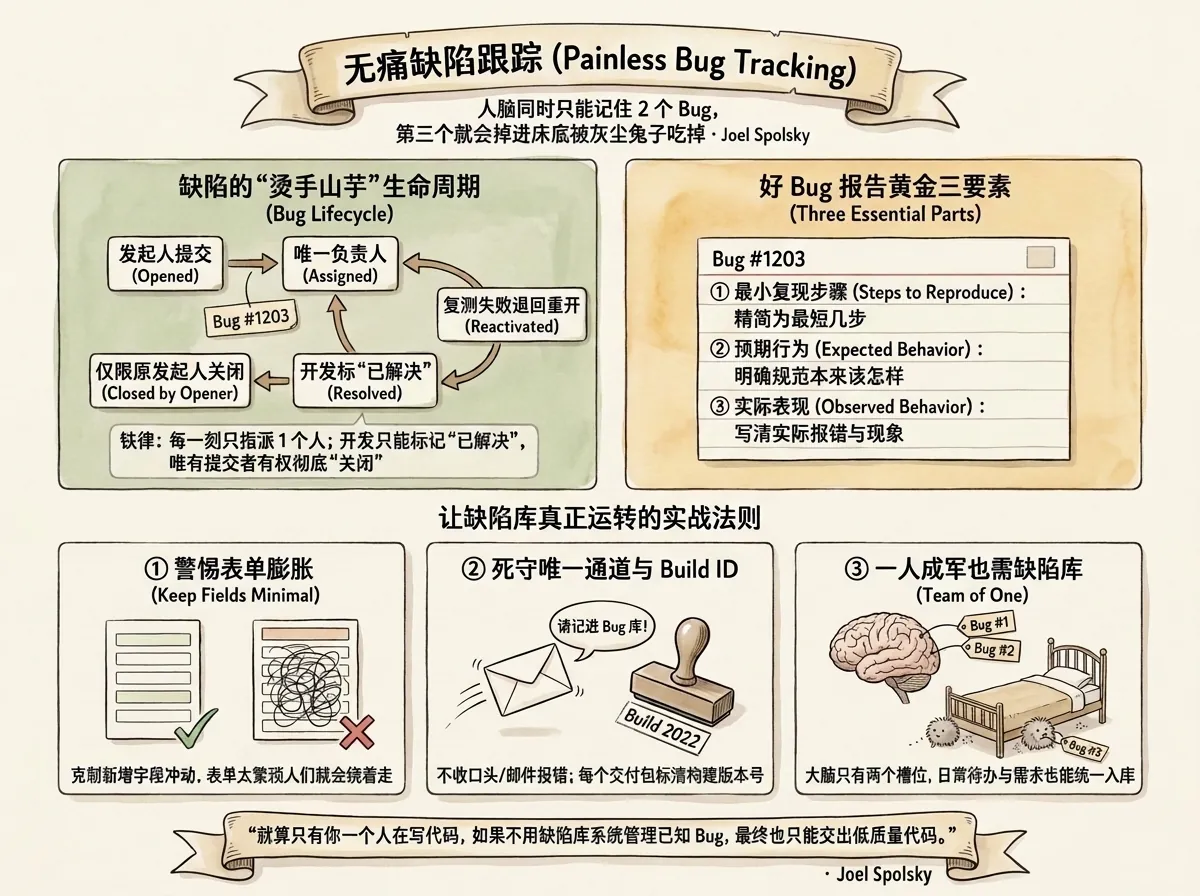 无痛缺陷跟踪 (Painless Bug Tracking)
人脑同时只能记住 2 个 Bug，
第三个就会掉进床底被灰尘兔子吃掉 · Joel Spolsky
缺陷的“烫手山芋”生命周期
(Bug Lifecycle)
发起人提交
(Opened)
唯一负责人
(Assigned)
Bug #1203
复测失败退回重开
(Reactivated)
仅限原发起人关闭
(Closed by Opener)
开发标“已解决”
(Resolved)
铁律：每一刻只指派 1 个人；开发只能标记“已解决”，
唯有提交者有权彻底“关闭”
好 Bug 报告黄金三要素
(Three Essential Parts)
Bug #1203
① 最小复现步骤 (Steps to Reproduce)：
精简为最短几步
② 预期行为 (Expected Behavior)：
明确规范本来该怎样
③ 实际表现 (Observed Behavior)：
写清实际报错与现象
让缺陷库真正运转的实战法则
① 警惕表单膨胀
(Keep Fields Minimal)
克制新增字段冲动，表单太繁琐人们就会绕着走
② 死守唯一通道与 Build ID
请记进 Bug 库!
Build 2022
不收口头/邮件报错；每个交付包标清构建版本号
③ 一人成军也需缺陷库
(Team of One)
Bug #1
Bug #2
Bug #3
大脑只有两个槽位，日常待办与需求也能统一入库
“就算只有你一个人在写代码，如果不用缺陷库系统管理已知 Bug，最终也只能交出低质量代码。”
· Joel Spolsky